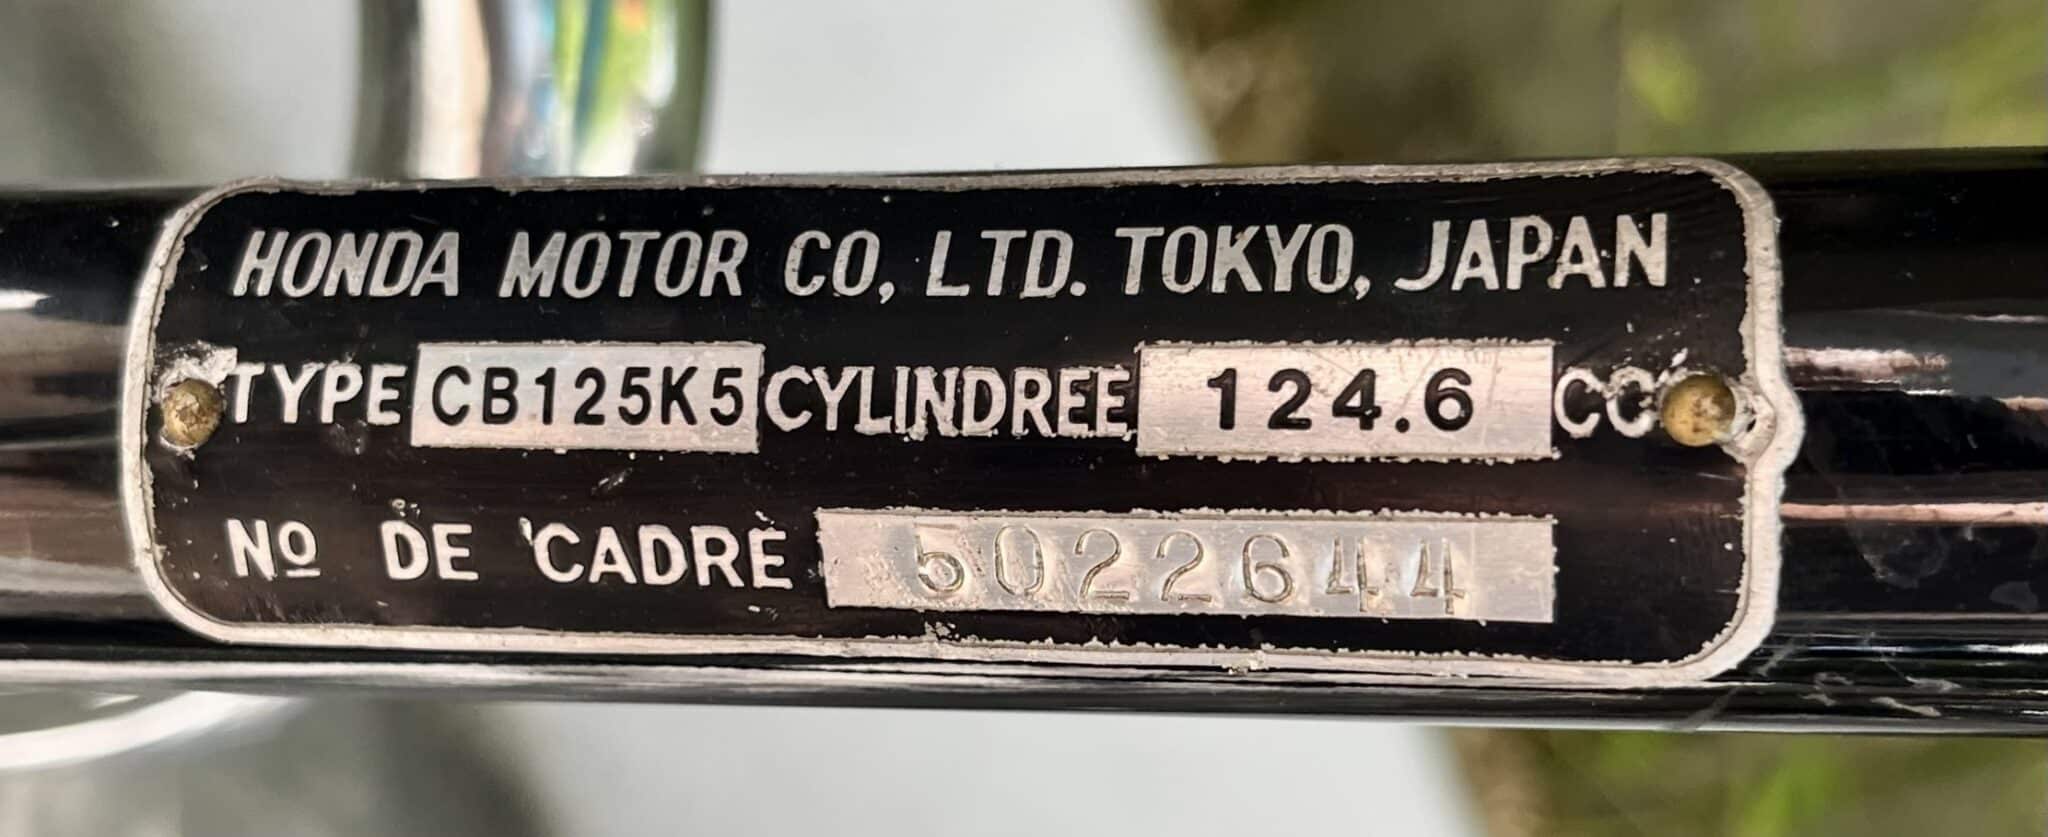 HONDA MOTOR CO, LTD. TOKYO, JAPAN
TYPE CB125K5 CYLINDREE 124.6 CC
Nº DE CADRE 5022644